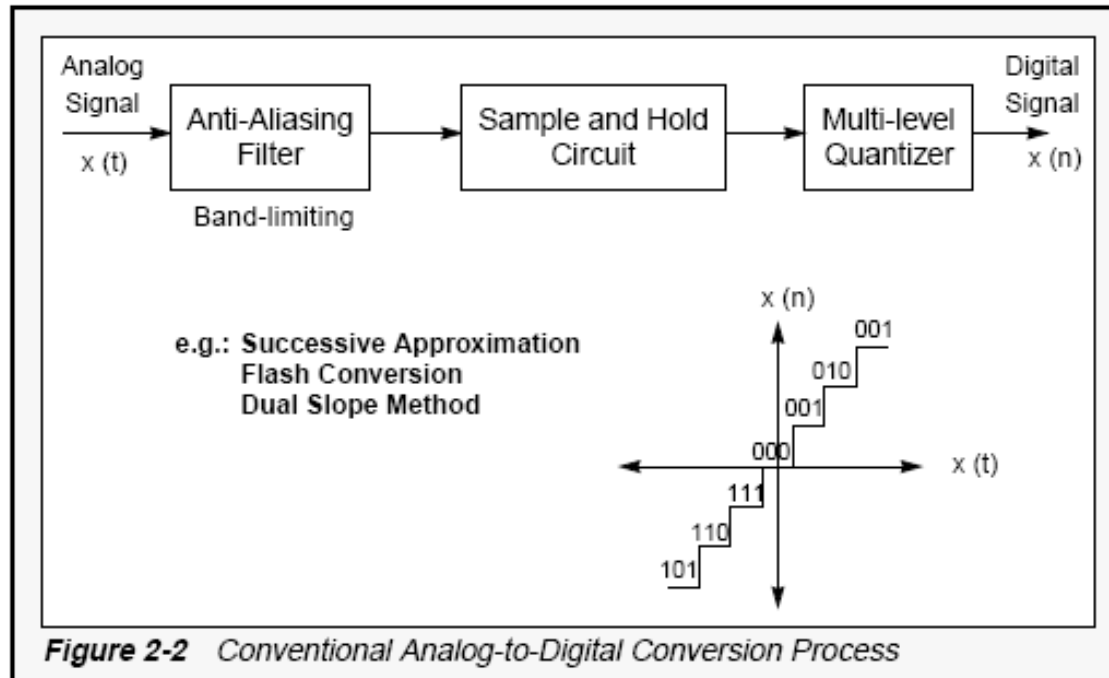 Analog
Signal
x (t)
Anti-Aliasing
Filter
Band-limiting
Sample and Hold
Circuit
Multi-level
Quantizer
Digital
Signal
x (n)
e.g.: Successive Approximation
Flash Conversion
Dual Slope Method
x (n)
001
010
001
000
x (t)
111
110
101
Figure 2-2 Conventional Analog-to-Digital Conversion Process